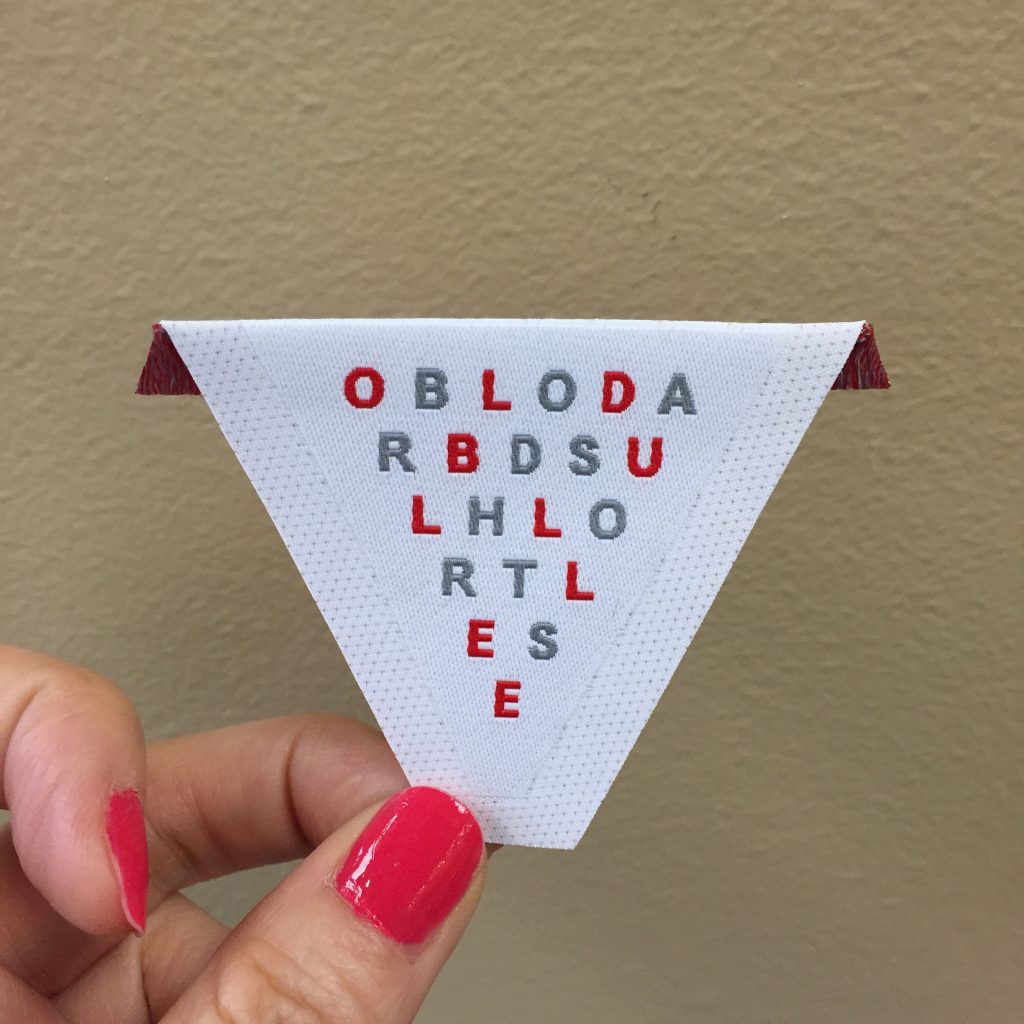 OBLODA
RBDSU
LHLO
RTL
ES
E